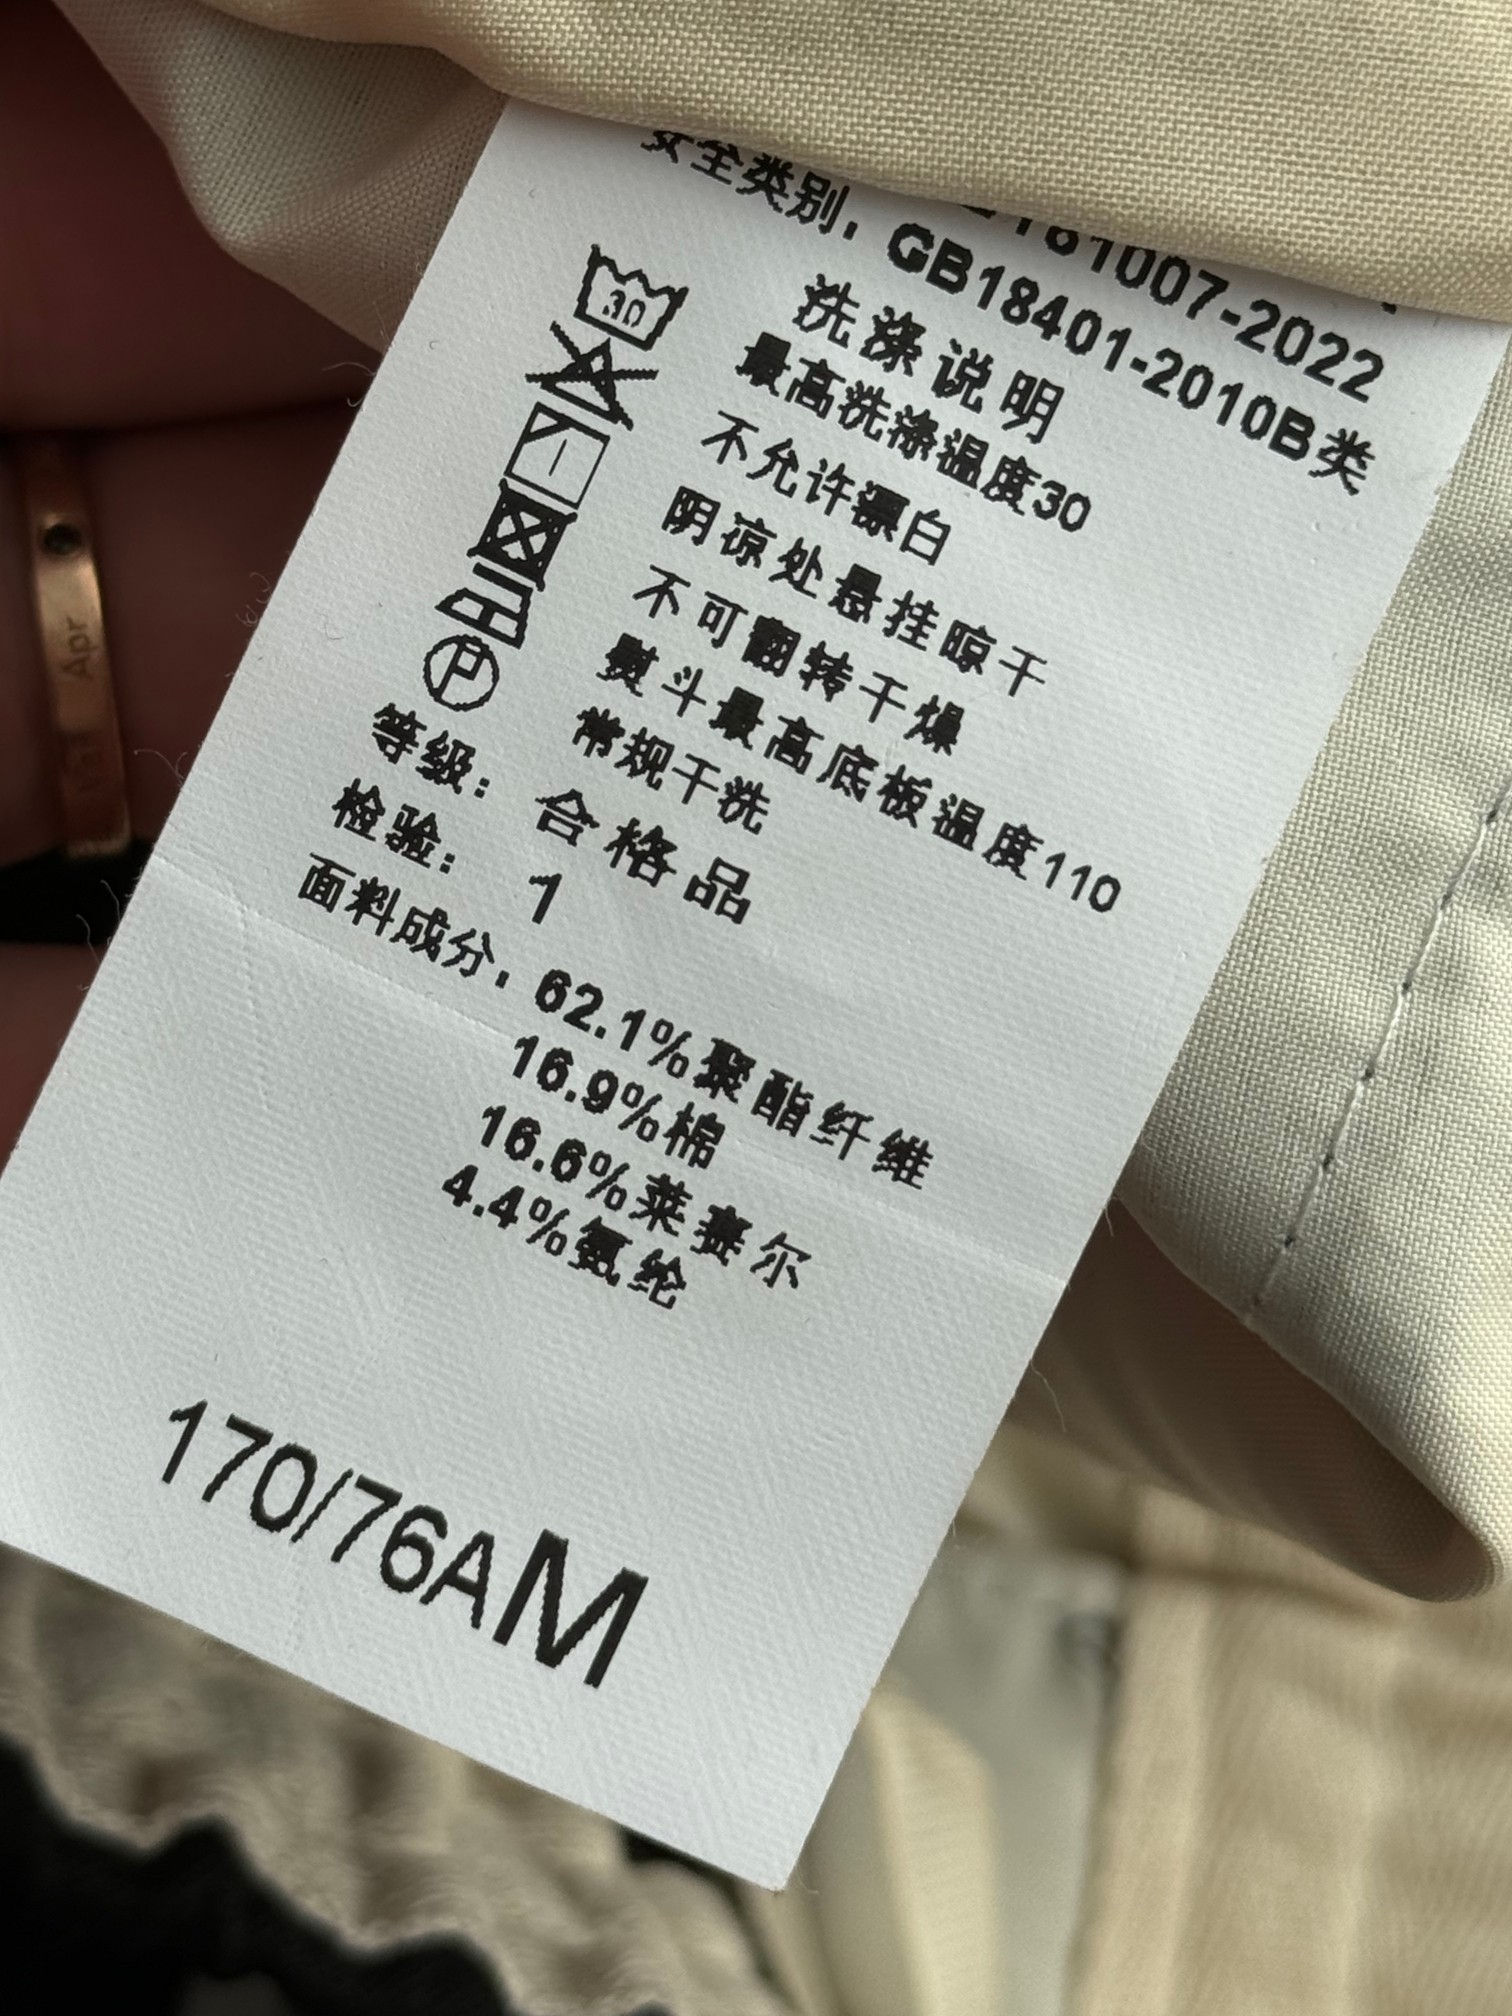 161007-2022
安全类别: GB18401-2010B类
洗涤说明
30
最高洗涤温度30
不允许漂白
阴凉处悬挂晾干
不可翻转干燥
熨斗最高底板温度110
P
常规干洗
等级: 合格品
检验: 1
面料成分: 62.1%聚酯纤维
16.9%棉
16.6%莱赛尔
4.4%氨纶
170/76AM
Apr